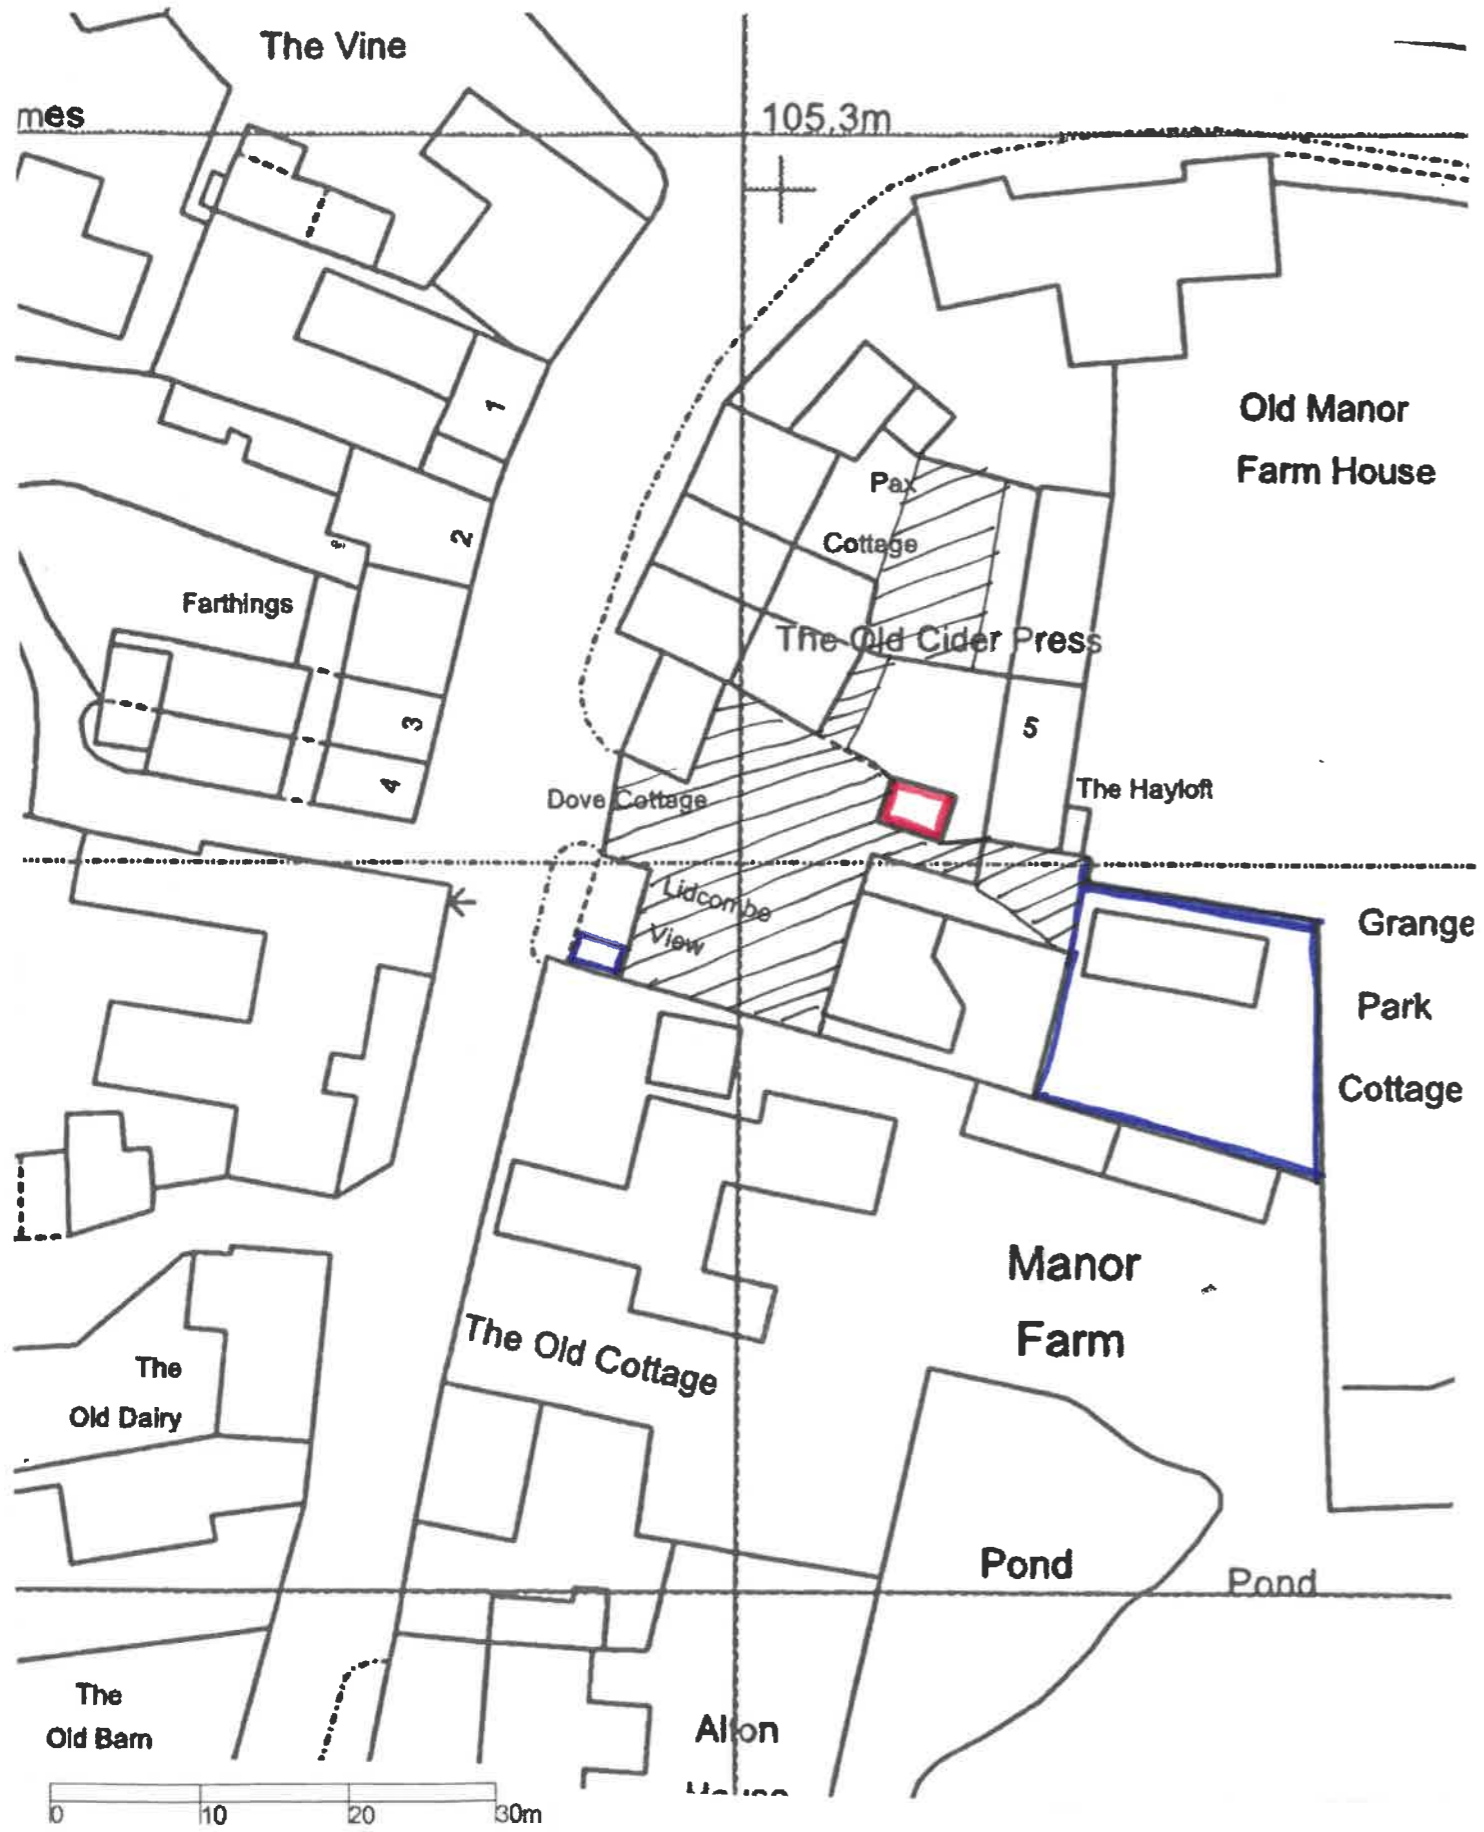 The Vine
mes
105.3m
1
Old Manor
Farm House
Pax
Cottage
2
Farthings
The Old Cider Press
3
5
4
The Hayloft
Dove Cottage
Lidcombe
View
Grange
Park
Cottage
Manor
Farm
The Old Cottage
The
Old Dairy
Pond
Pond
The
Old Barn
Alton
0 10 20 30m